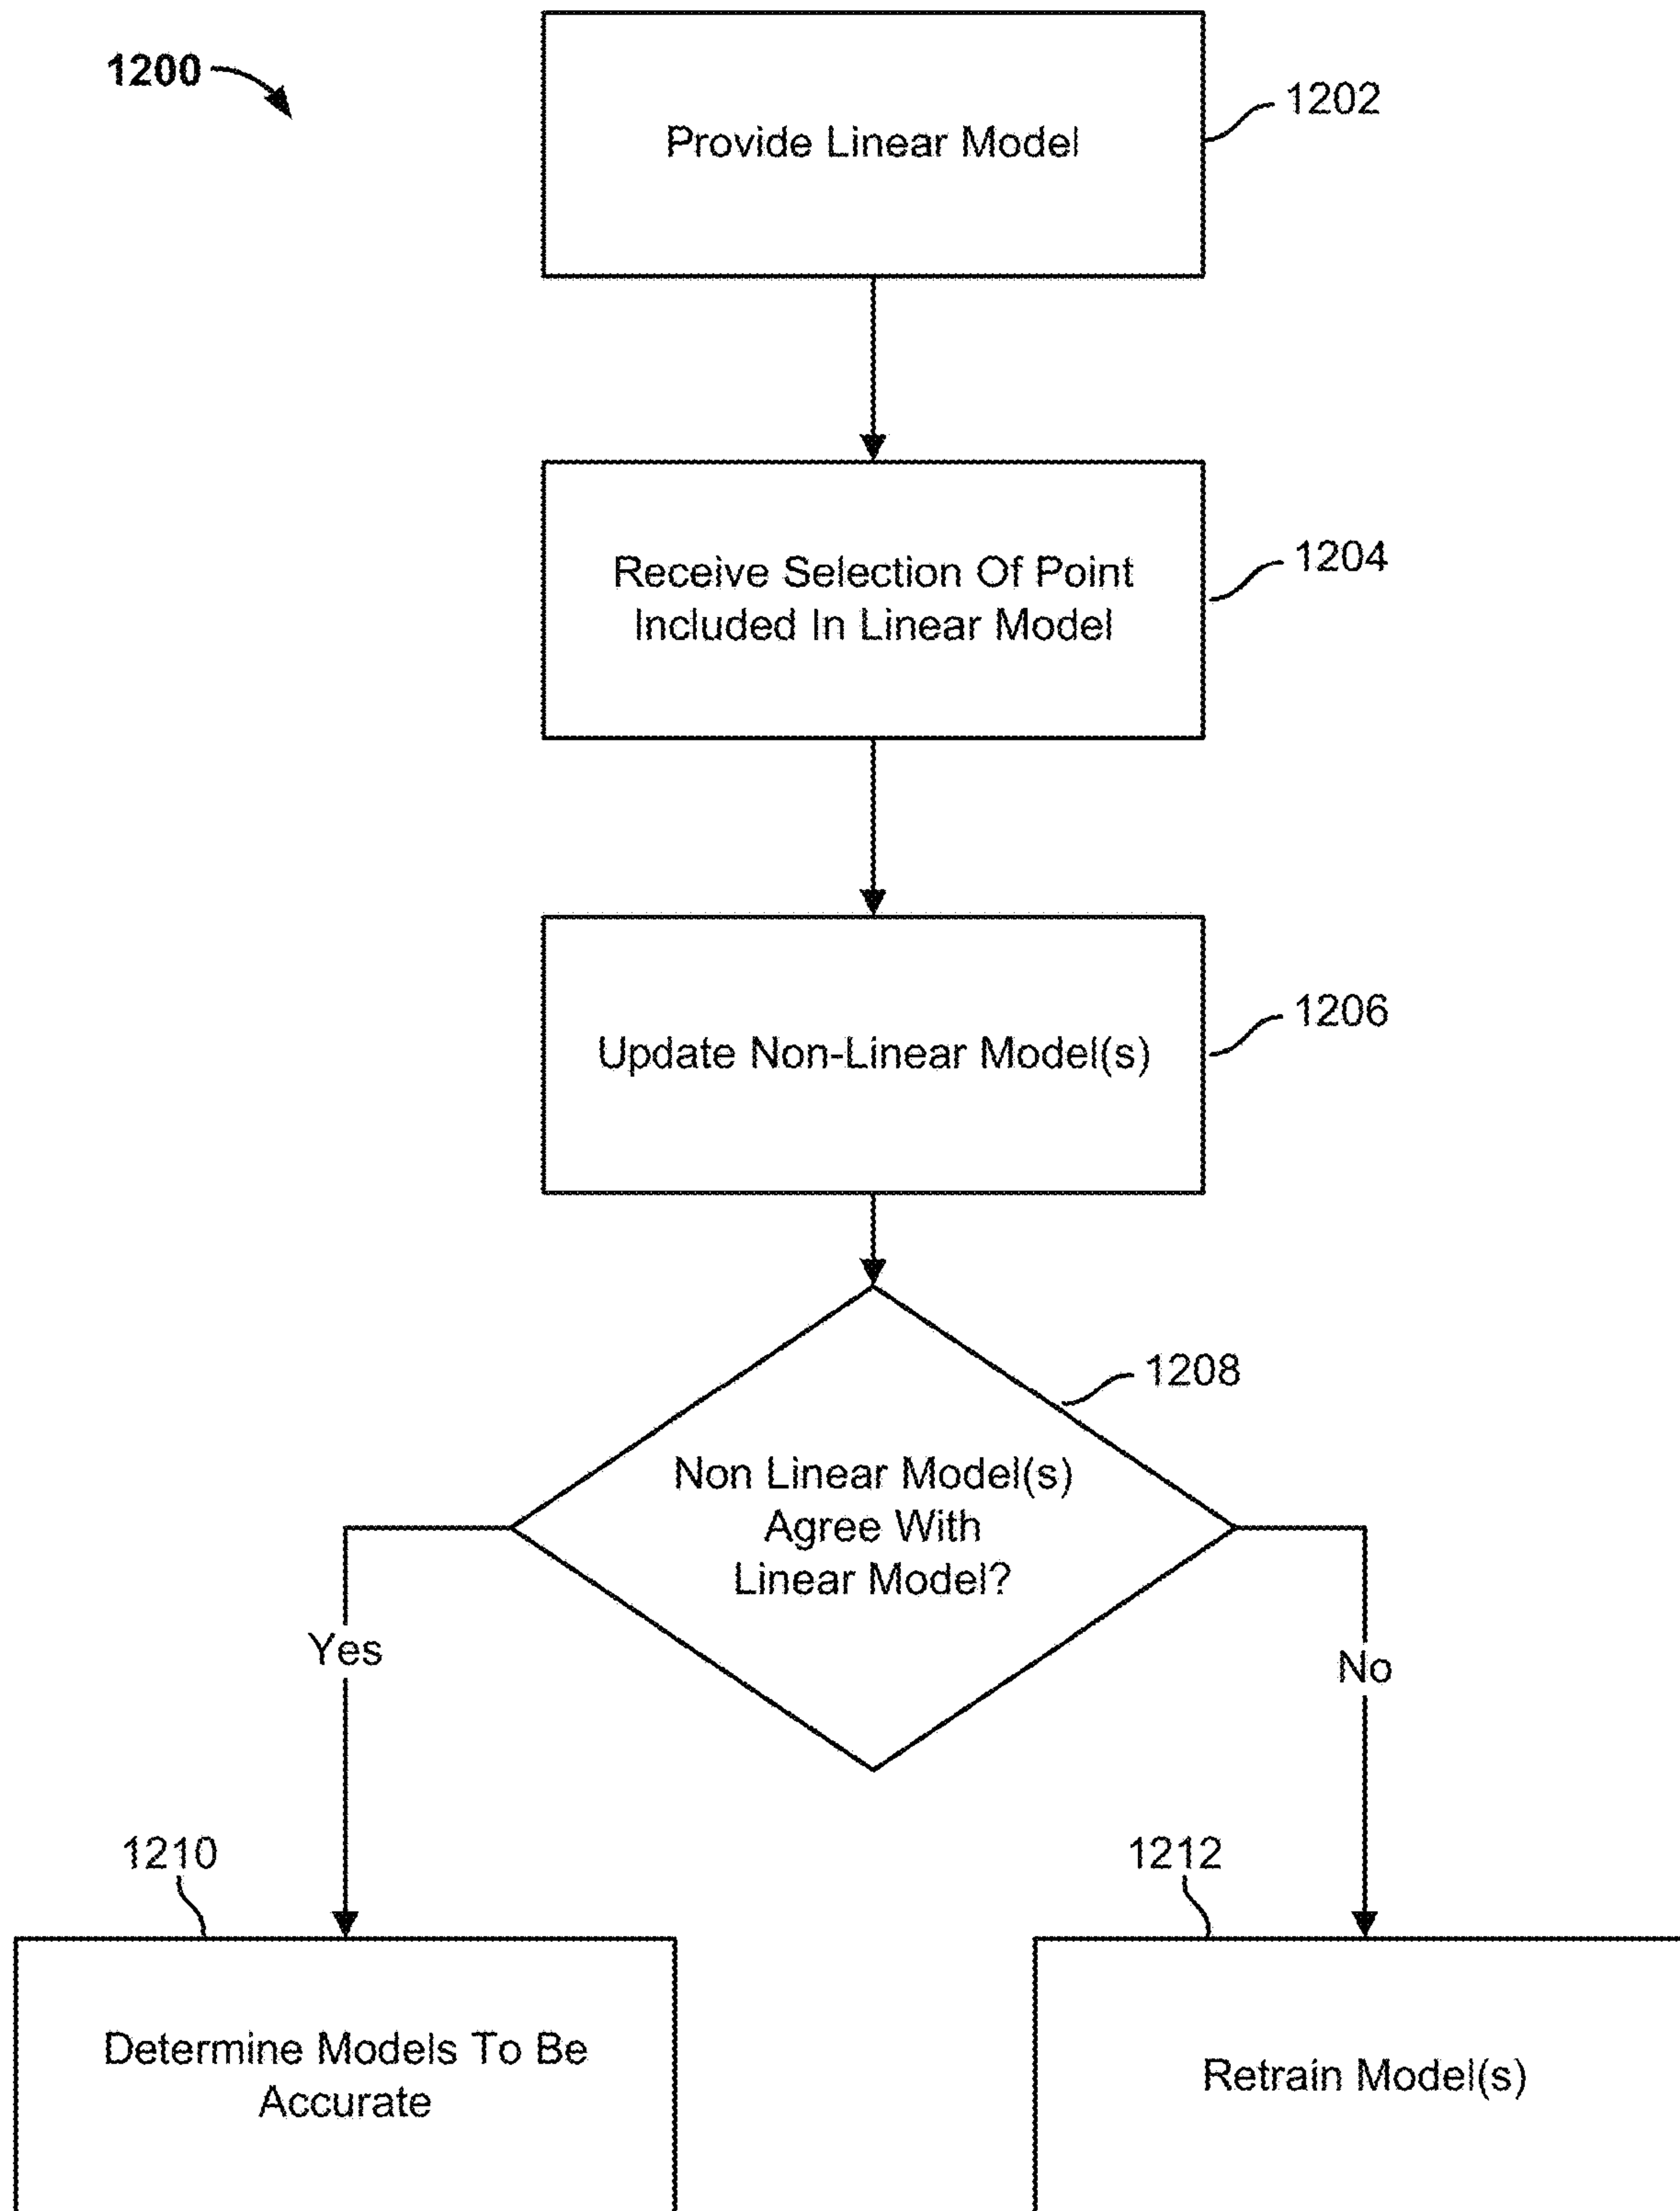 1200
1202
Provide Linear Model
1204
Receive Selection Of Point
Included In Linear Model
1206
Update Non-Linear Model(s)
1208
Non Linear Model(s)
Agree With
Linear Model?
Yes
No
1210
1212
Determine Models To Be
Accurate
Retrain Model(s)